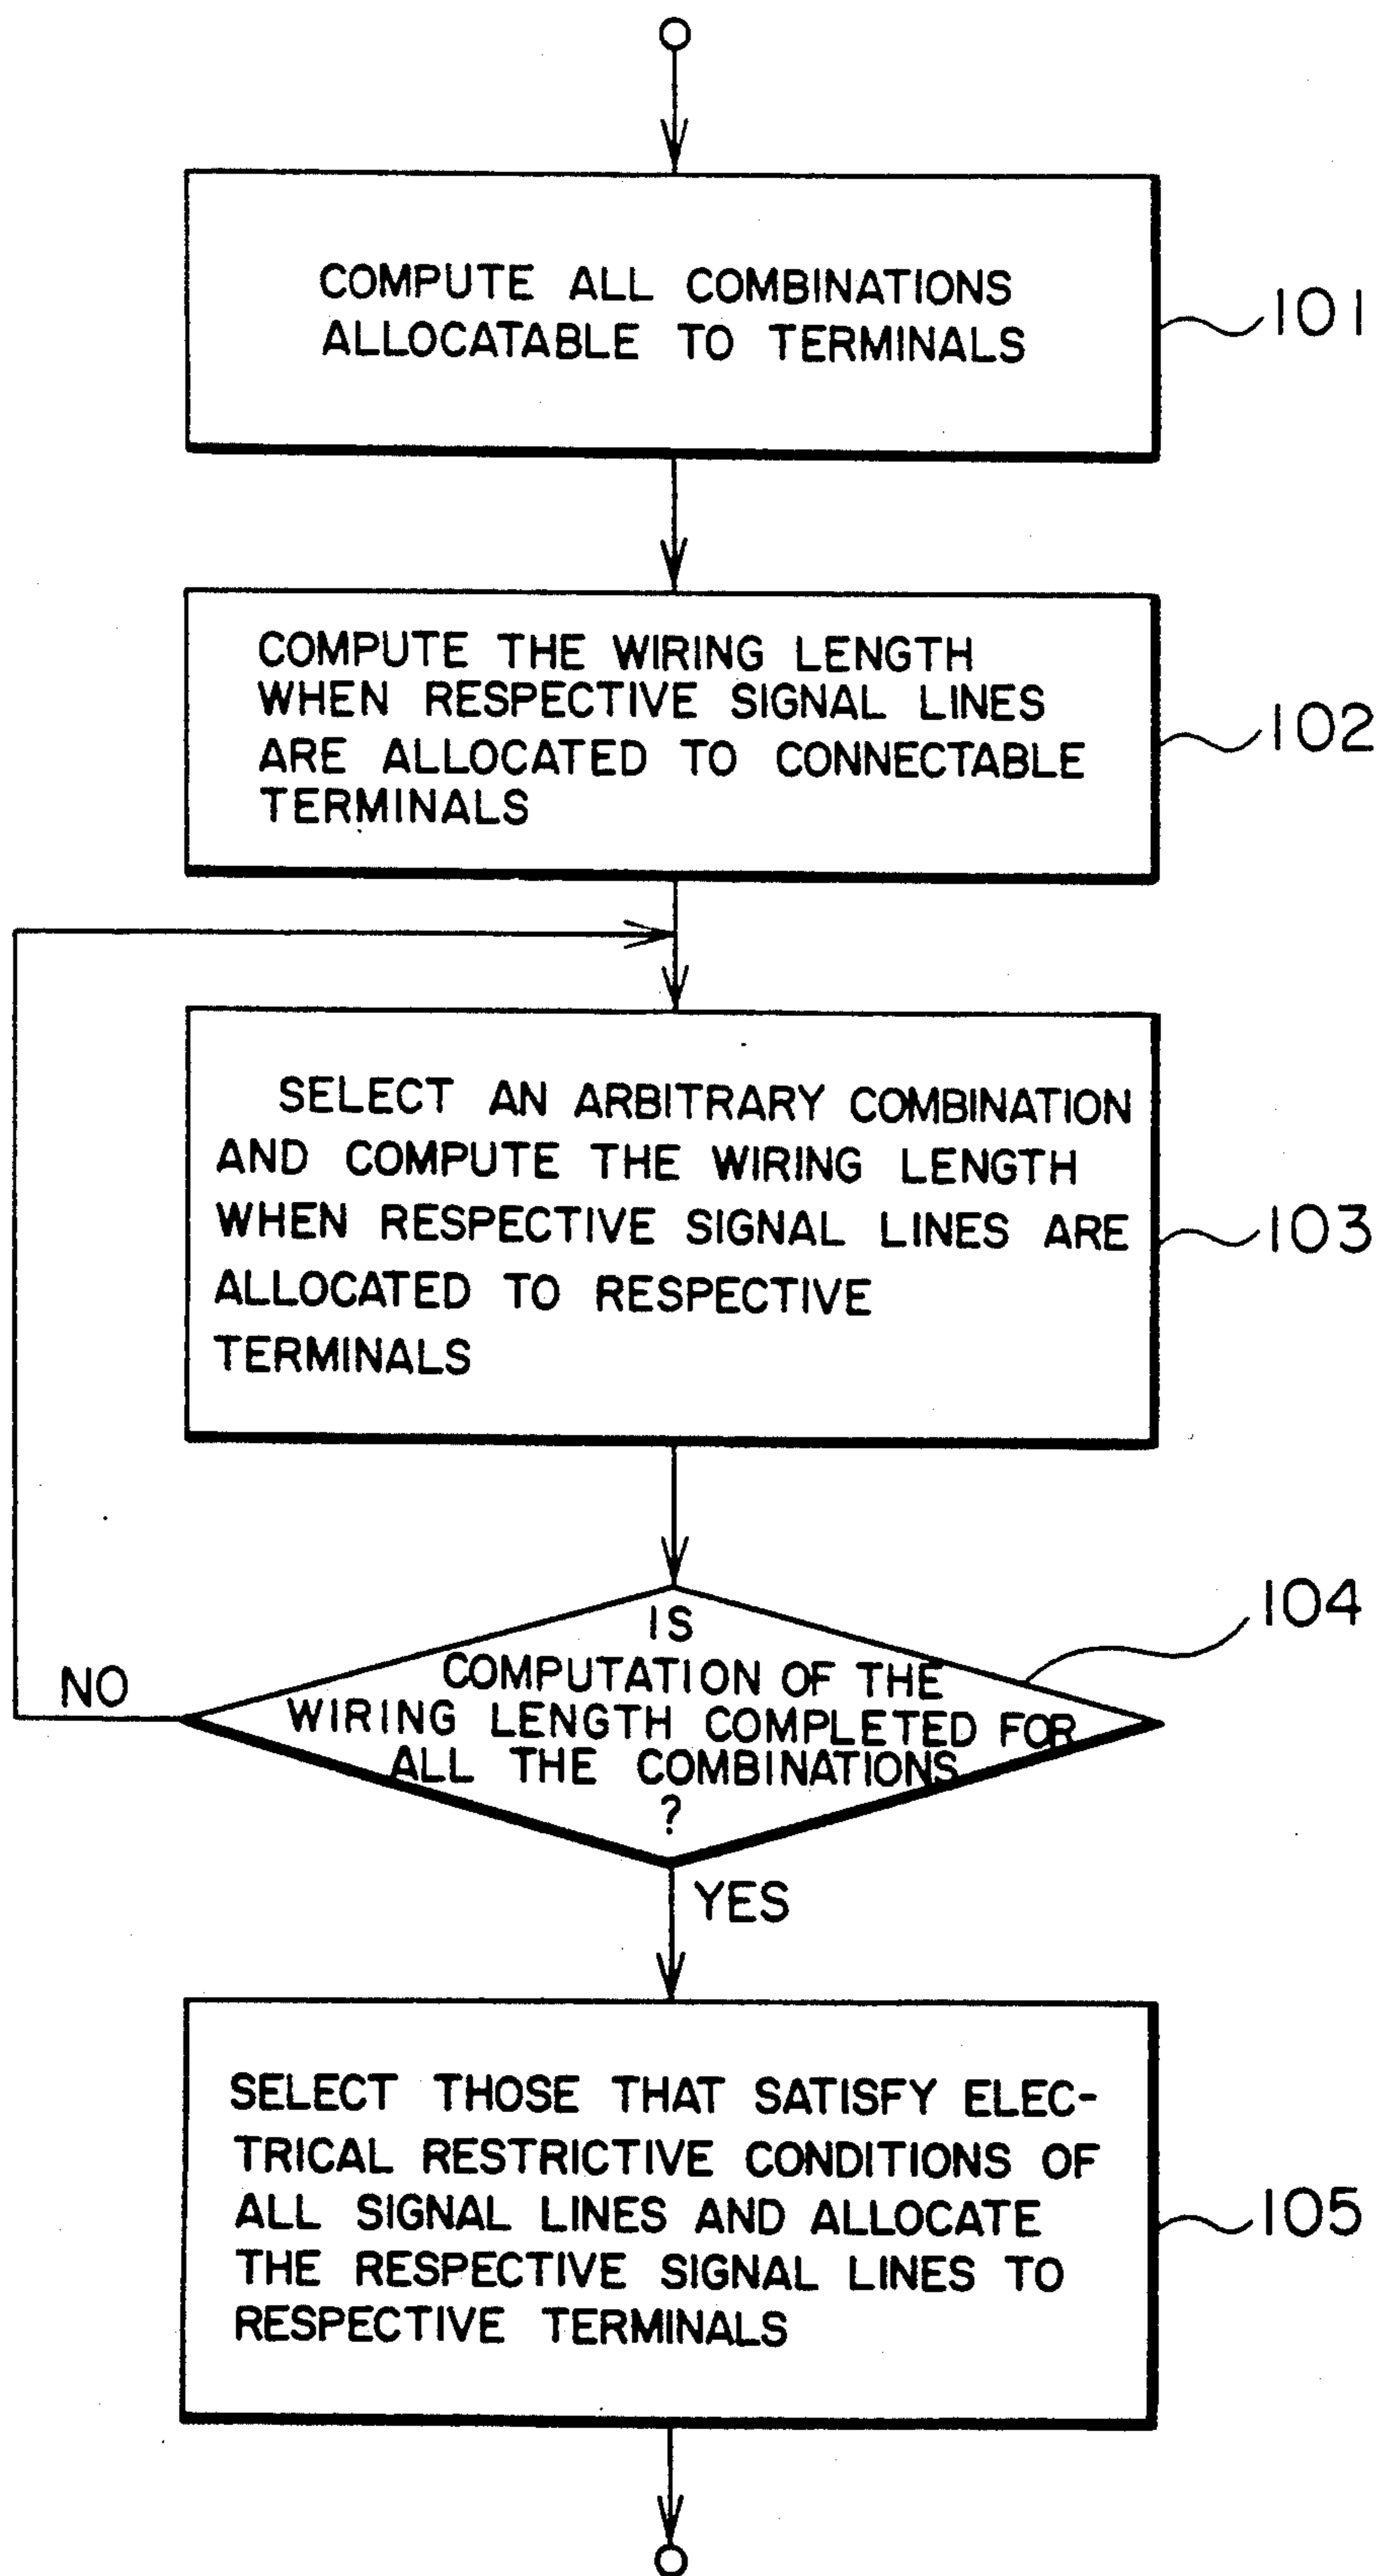 COMPUTE ALL COMBINATIONS
ALLOCATABLE TO TERMINALS
101
COMPUTE THE WIRING LENGTH
WHEN RESPECTIVE SIGNAL LINES
ARE ALLOCATED TO CONNECTABLE
TERMINALS
102
SELECT AN ARBITRARY COMBINATION
AND COMPUTE THE WIRING LENGTH
WHEN RESPECTIVE SIGNAL LINES ARE
ALLOCATED TO RESPECTIVE
TERMINALS
103
IS
COMPUTATION OF THE
WIRING LENGTH COMPLETED FOR
ALL THE COMBINATIONS
?
104
NO
YES
SELECT THOSE THAT SATISFY ELEC-
TRICAL RESTRICTIVE CONDITIONS OF
ALL SIGNAL LINES AND ALLOCATE
THE RESPECTIVE SIGNAL LINES TO
RESPECTIVE TERMINALS
105